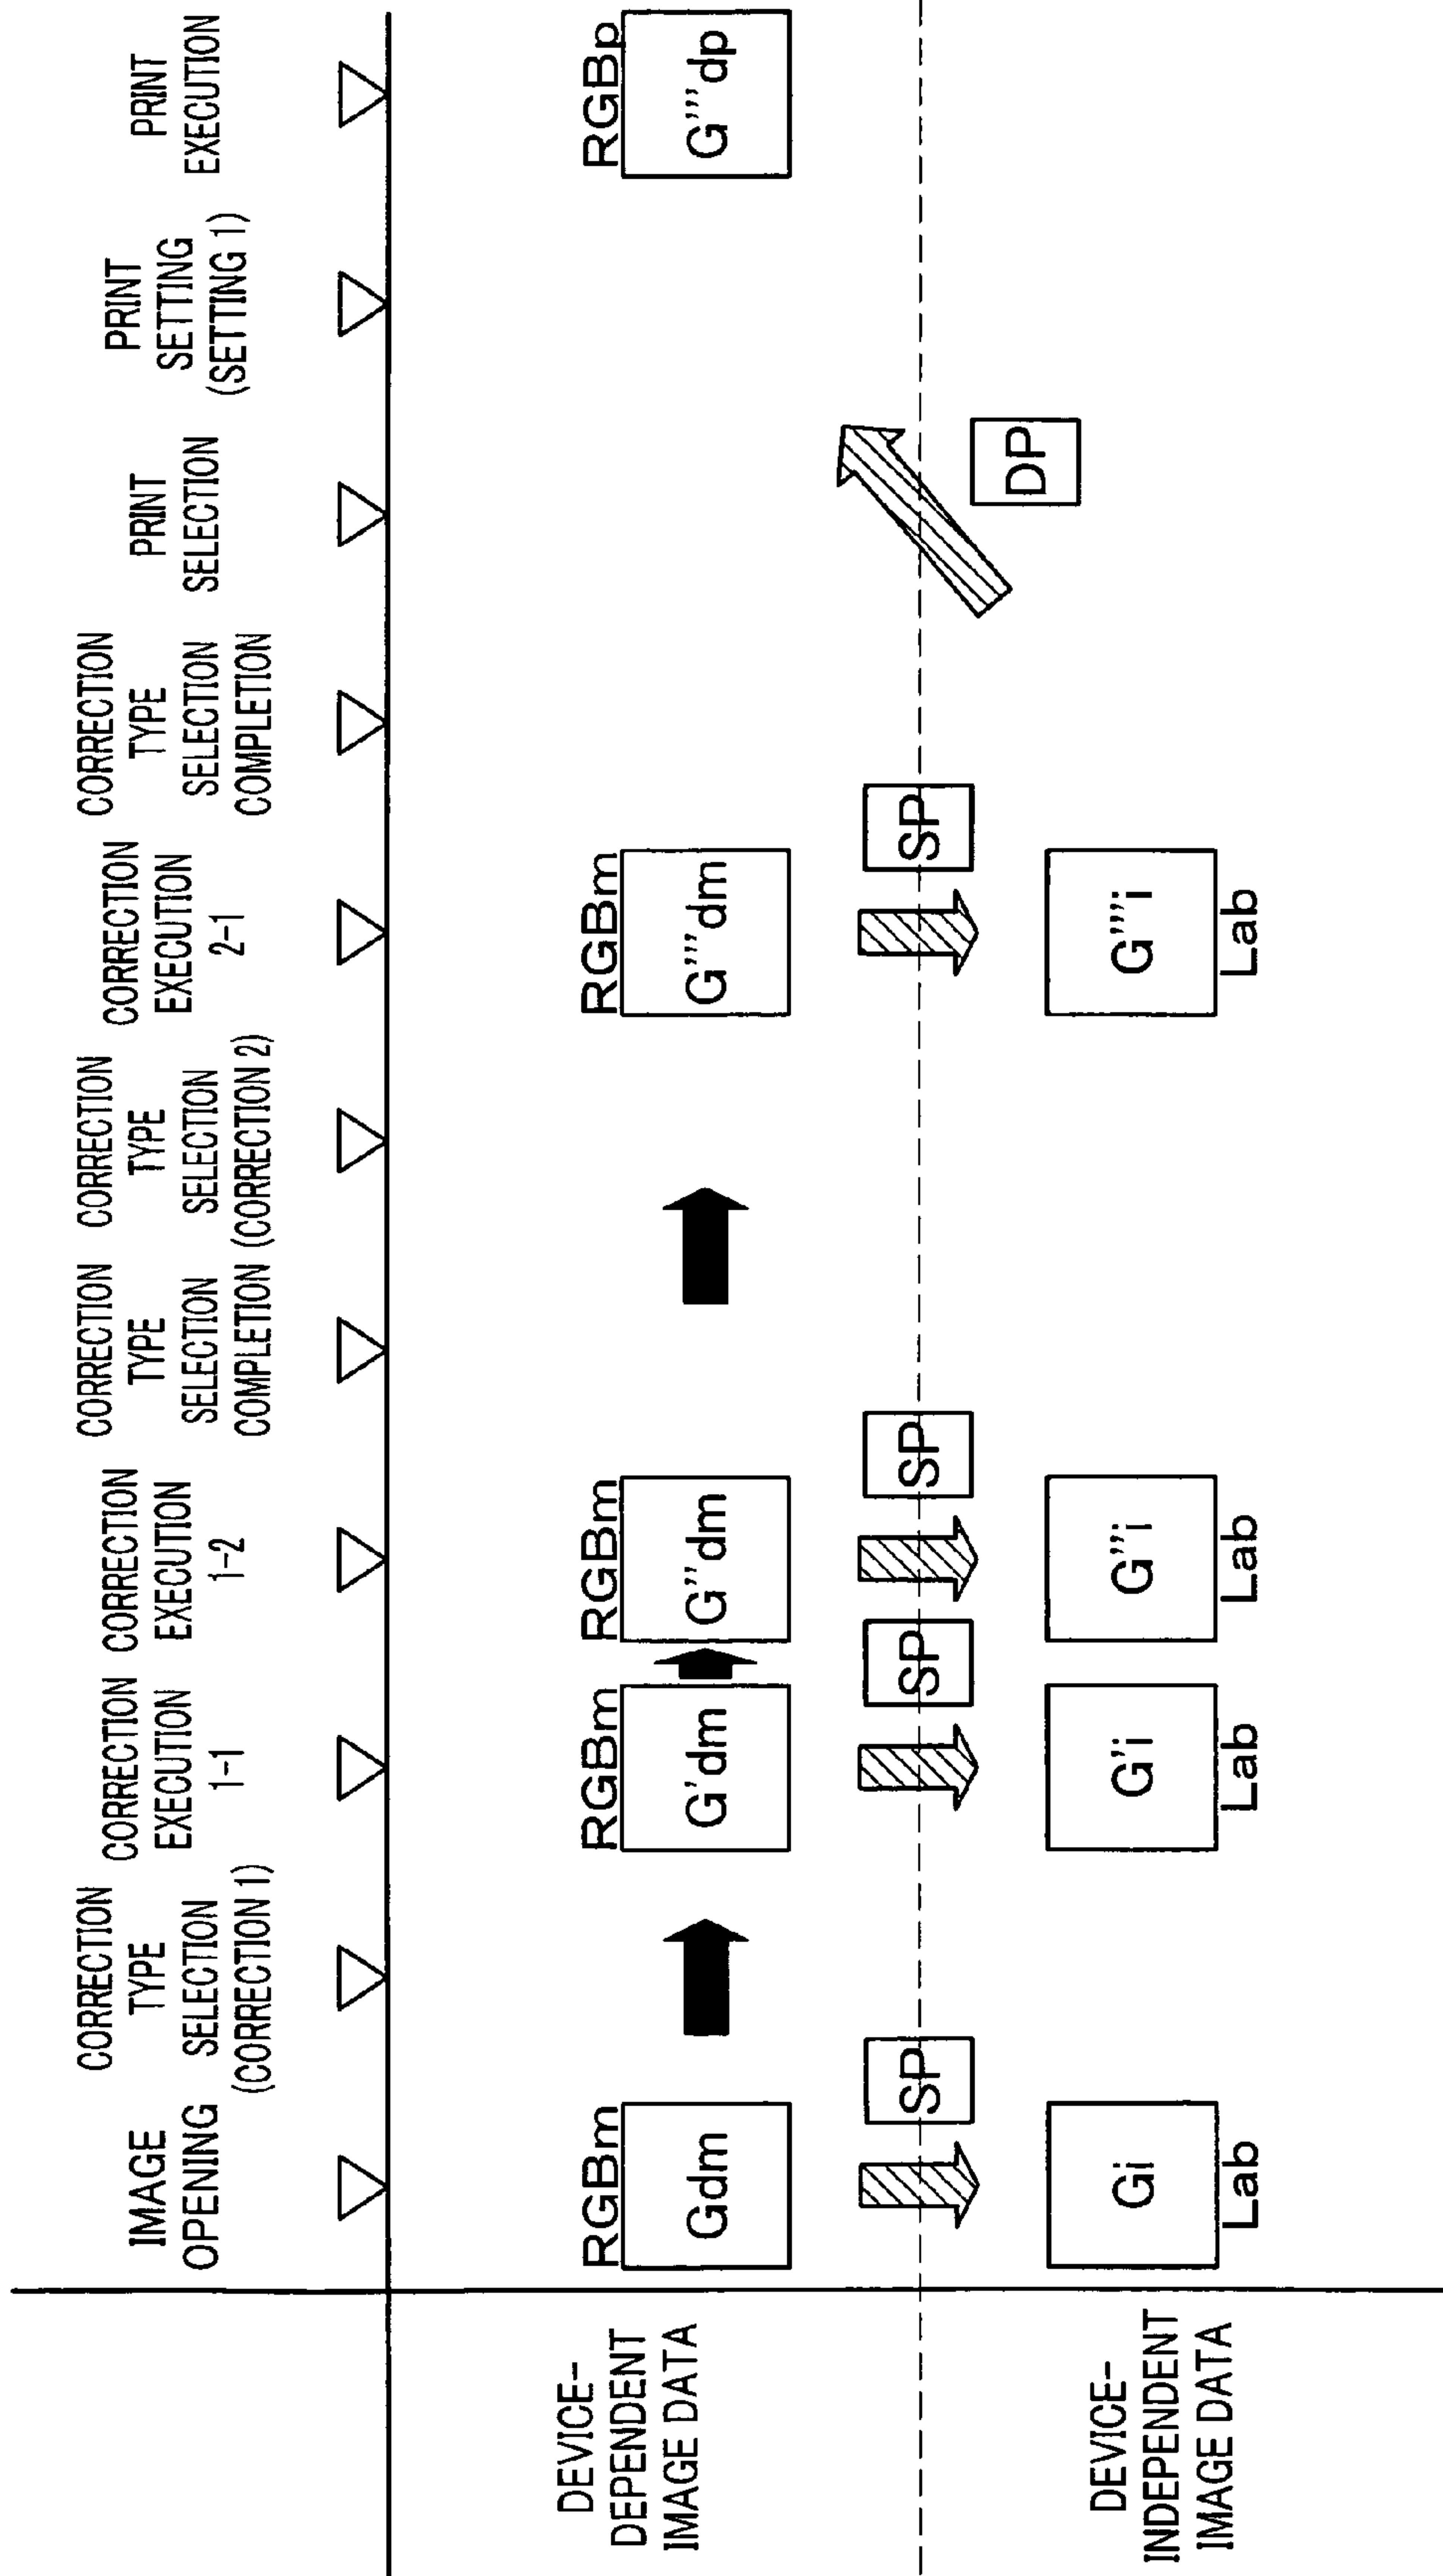 IMAGE
OPENING
CORRECTION
TYPE
SELECTION
(CORRECTION 1)
CORRECTION
EXECUTION
1-1
CORRECTION
EXECUTION
1-2
CORRECTION
TYPE
SELECTION
COMPLETION
CORRECTION
TYPE
SELECTION
(CORRECTION 2)
CORRECTION
EXECUTION
2-1
CORRECTION
TYPE
SELECTION
COMPLETION
PRINT
SELECTION
PRINT
SETTING
(SETTING 1)
PRINT
EXECUTION
DEVICE-
DEPENDENT
IMAGE DATA
RGBm
Gdm
RGBm
G'dm
RGBm
G''dm
RGBm
G'''dm
RGBp
G'''dp
SP
SP
SP
SP
DP
DEVICE-
INDEPENDENT
IMAGE DATA
Gi
Lab
G'i
Lab
G''i
Lab
G'''i
Lab